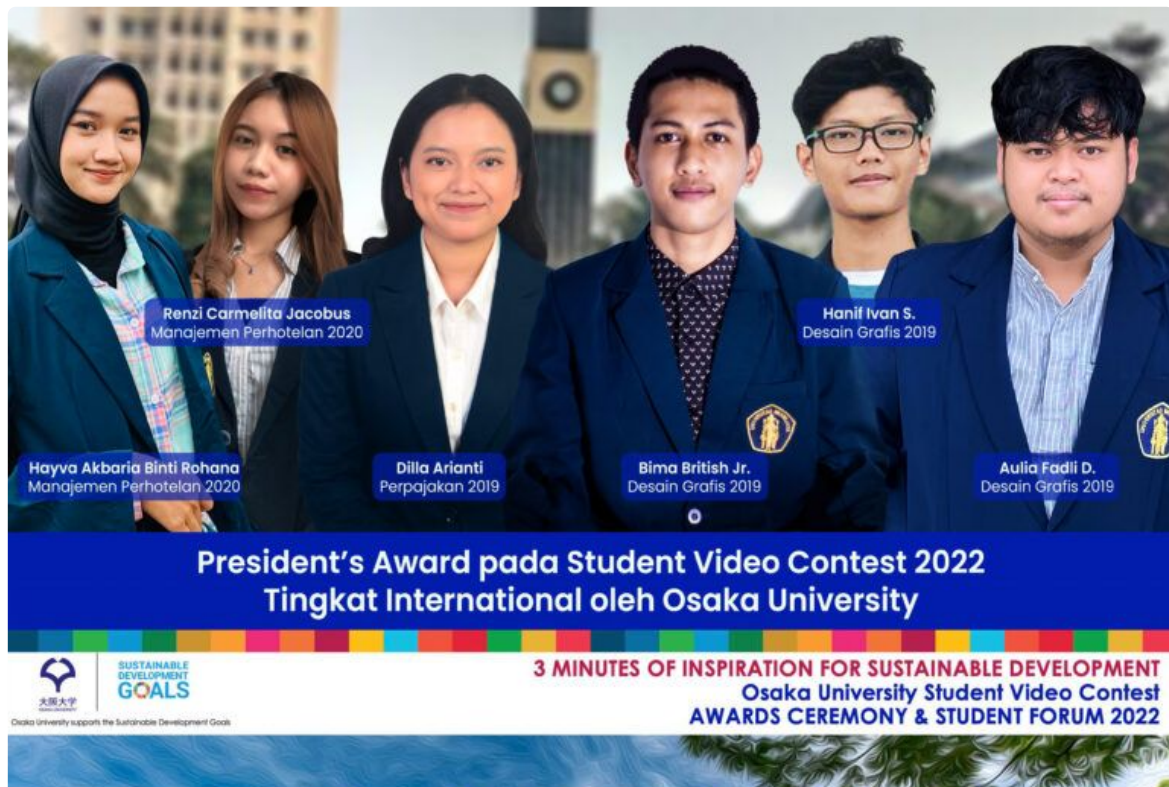 Renzi Carmelita Jacobus
Manajemen Perhotelan 2020
Hanif Ivan S.
Desain Grafis 2019
Hayva Akbaria Binti Rohana
Manajemen Perhotelan 2020
Dilla Arianti
Perpajakan 2019
Bima British Jr.
Desain Grafis 2019
Aulia Fadli D.
Desain Grafis 2019
President's Award pada Student Video Contest 2022
Tingkat International oleh Osaka University
大阪大学
OSAKA UNIVERSITY
SUSTAINABLE
DEVELOPMENT
GOALS
Osaka University supports the Sustainable Development Goals
3 MINUTES OF INSPIRATION FOR SUSTAINABLE DEVELOPMENT
Osaka University Student Video Contest
AWARDS CEREMONY & STUDENT FORUM 2022